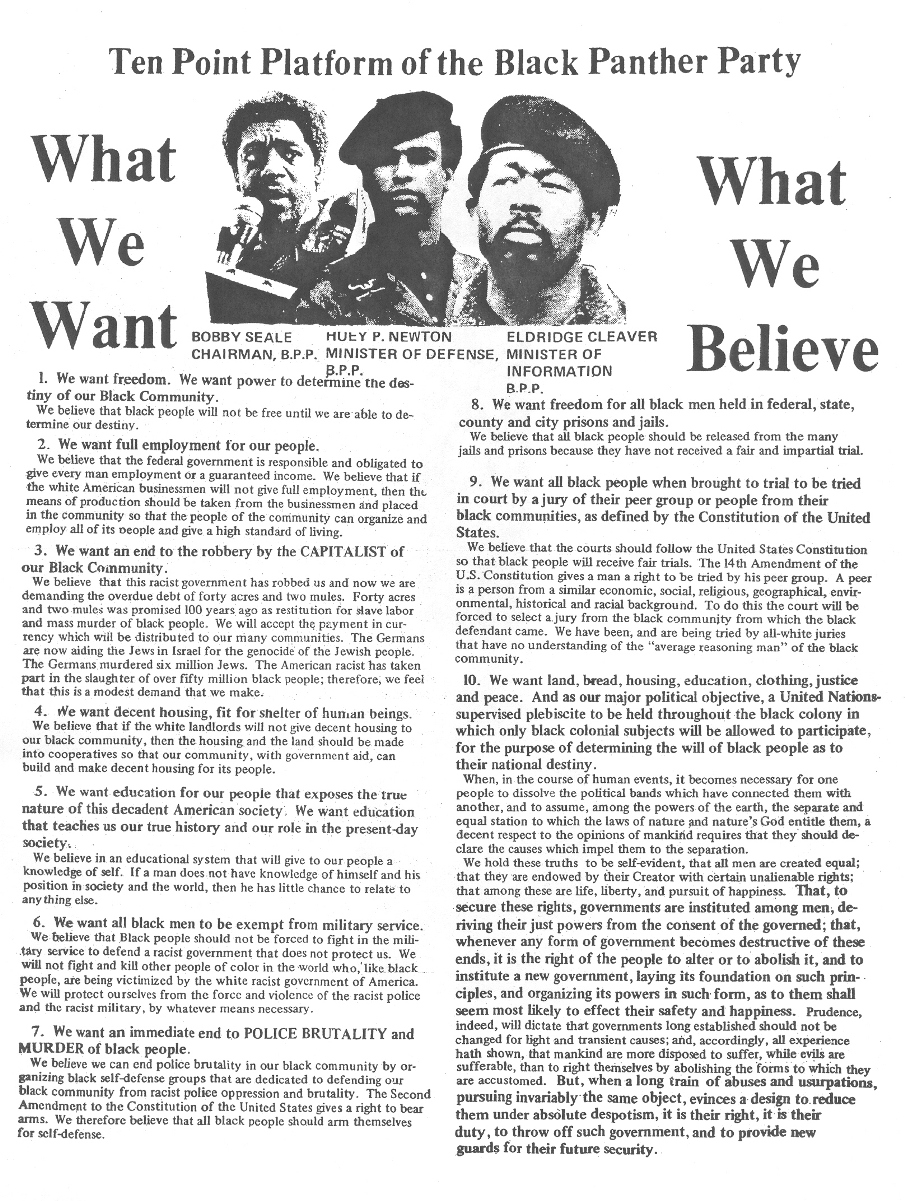 Ten Point Platform of the Black Panther Party
What
We
Want
What
We
Believe
BOBBY SEALE
CHAIRMAN, B.P.P.
HUEY P. NEWTON
MINISTER OF DEFENSE,
B.P.P.
ELDRIDGE CLEAVER
MINISTER OF
INFORMATION
B.P.P.
1. We want freedom. We want power to determine the des-
tiny of our Black Community.
We believe that black people will not be free until we are able to de-
termine our destiny.
2. We want full employment for our people.
We believe that the federal government is responsible and obligated to
give every man employment or a guaranteed income. We believe that if
the white American businessmen will not give full employment, then the
means of production should be taken from the businessmen and placed
in the community so that the people of the community can organize and
employ all of its people and give a high standard of living.
3. We want an end to the robbery by the CAPITALIST of
our Black Community.
We believe that this racist government has robbed us and now we are
demanding the overdue debt of forty acres and two mules. Forty acres
and two mules was promised 100 years ago as restitution for slave labor
and mass murder of black people. We will accept the payment in cur-
rency which will be distributed to our many communities. The Germans
are now aiding the Jews in Israel for the genocide of the Jewish people.
The Germans murdered six million Jews. The American racist has taken
part in the slaughter of over fifty million black people; therefore, we feel
that this is a modest demand that we make.
4. We want decent housing, fit for shelter of human beings.
We believe that if the white landlords will not give decent housing to
our black community, then the housing and the land should be made
into cooperatives so that our community, with government aid, can
build and make decent housing for its people.
5. We want education for our people that exposes the true
nature of this decadent American society. We want education
that teaches us our true history and our role in the present-day
society.
We believe in an educational system that will give to our people a
knowledge of self. If a man does not have knowledge of himself and his
position in society and the world, then he has little chance to relate to
anything else.
6. We want all black men to be exempt from military service.
We believe that Black people should not be forced to fight in the mili-
tary service to defend a racist government that does not protect us. We
will not fight and kill other people of color in the world who, like black
people, are being victimized by the white racist government of America.
We will protect ourselves from the force and violence of the racist police
and the racist military, by whatever means necessary.
7. We want an immediate end to POLICE BRUTALITY and
MURDER of black people.
We believe we can end police brutality in our black community by or-
ganizing black self-defense groups that are dedicated to defending our
black community from racist police oppression and brutality. The Second
Amendment to the Constitution of the United States gives a right to bear
arms. We therefore believe that all black people should arm themselves
for self-defense.
8. We want freedom for all black men held in federal, state,
county and city prisons and jails.
We believe that all black people should be released from the many
jails and prisons because they have not received a fair and impartial trial.
9. We want all black people when brought to trial to be tried
in court by a jury of their peer group or people from their
black communities, as defined by the Constitution of the United
States.
We believe that the courts should follow the United States Constitution
so that black people will receive fair trials. The 14th Amendment of the
U.S. Constitution gives a man a right to be tried by his peer group. A peer
is a person from a similar economic, social, religious, geographical, envir-
onmental, historical and racial background. To do this the court will be
forced to select a jury from the black community from which the black
defendant came. We have been, and are being tried by all-white juries
that have no understanding of the "average reasoning man" of the black
community.
10. We want land, bread, housing, education, clothing, justice
and peace. And as our major political objective, a United Nations-
supervised plebiscite to be held throughout the black colony in
which only black colonial subjects will be allowed to participate,
for the purpose of determining the will of black people as to
their national destiny.
When, in the course of human events, it becomes necessary for one
people to dissolve the political bands which have connected them with
another, and to assume, among the powers of the earth, the separate and
equal station to which the laws of nature and nature's God entitle them, a
decent respect to the opinions of mankind requires that they should de-
clare the causes which impel them to the separation.
We hold these truths to be self-evident, that all men are created equal;
that they are endowed by their Creator with certain unalienable rights;
that among these are life, liberty, and pursuit of happiness. That, to
secure these rights, governments are instituted among men, de-
riving their just powers from the consent of the governed; that,
whenever any form of government becomes destructive of these
ends, it is the right of the people to alter or to abolish it, and to
institute a new government, laying its foundation on such prin-
ciples, and organizing its powers in such form, as to them shall
seem most likely to effect their safety and happiness. Prudence,
indeed, will dictate that governments long established should not be
changed for light and transient causes; and, accordingly, all experience
hath shown, that mankind are more disposed to suffer, while evils are
sufferable, than to right themselves by abolishing the forms to which they
are accustomed. But, when a long train of abuses and usurpations,
pursuing invariably the same object, evinces a design to reduce
them under absolute despotism, it is their right, it is their
duty, to throw off such government, and to provide new
guards for their future security.